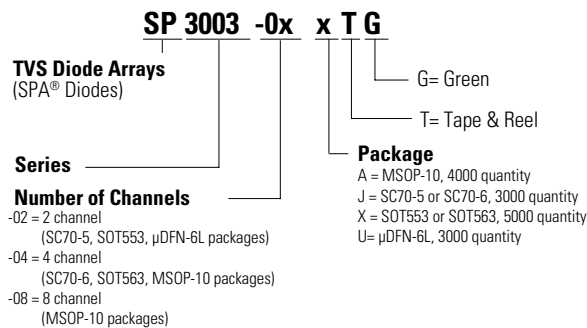 SP 3003 -0x x T G
TVS Diode Arrays
(SPA® Diodes)
G= Green
T= Tape & Reel
Series
Package
A = MSOP-10, 4000 quantity
J = SC70-5 or SC70-6, 3000 quantity
X = SOT553 or SOT563, 5000 quantity
U= µDFN-6L, 3000 quantity
Number of Channels
-02 = 2 channel
(SC70-5, SOT553, µDFN-6L packages)
-04 = 4 channel
(SC70-6, SOT563, MSOP-10 packages)
-08 = 8 channel
(MSOP-10 packages)